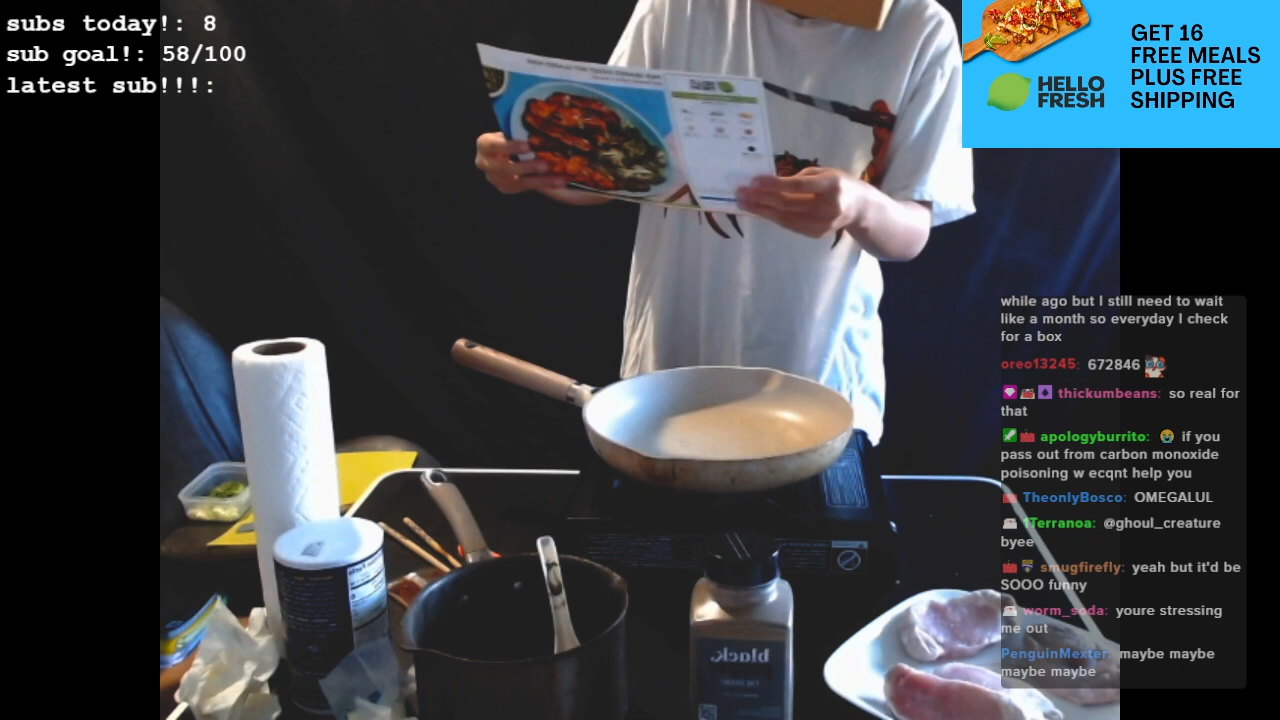 subs today!: 8
sub goal!: 58/100
latest sub!!!:
GET 16
FREE MEALS
PLUS FREE
SHIPPING
HELLO
FRESH
while ago but I still need to wait
like a month so everyday I check
for a box
oreo13245: 672846
thickumbeans: so real for
that
apologyburrito: 😭 if you
pass out from carbon monoxide
poisoning w ecqnt help you
TheonlyBosco: OMEGALUL
1Terranoa: @ghoul_creature
byee
smugfirefly: yeah but it'd be
SOOO funny
worm_soda: youre stressing
me out
PenguinMexter: maybe maybe
maybe maybe
black